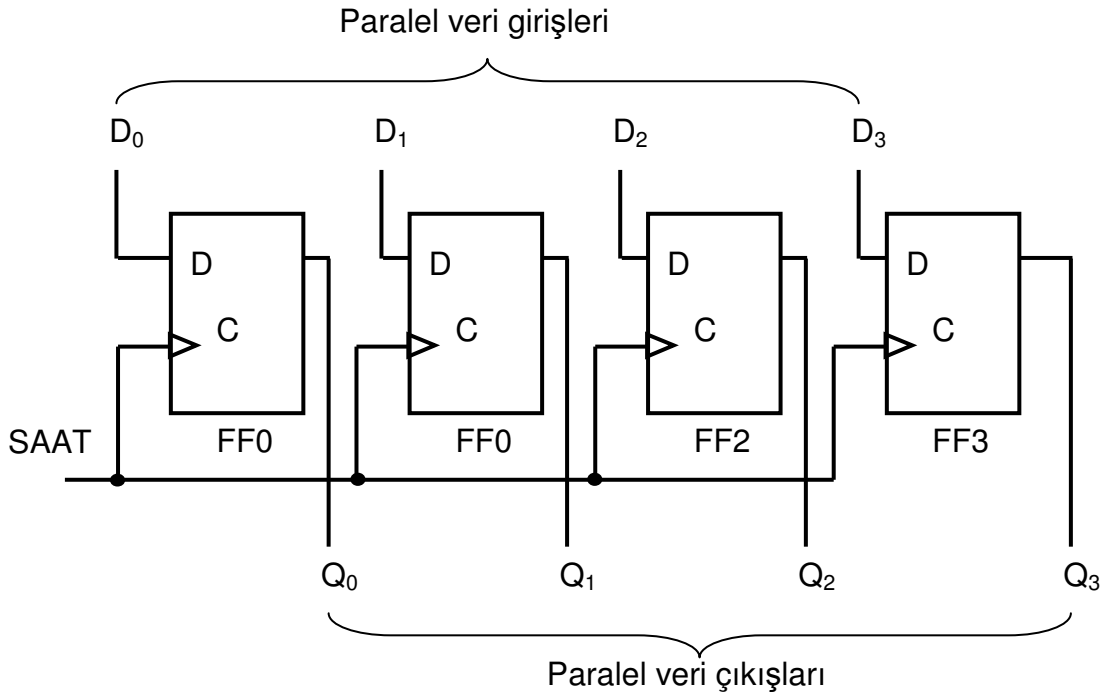 Paralel veri girişleri
D₀ D₁ D₂ D₃
D D D D
C C C C
SAAT FF0 FF0 FF2 FF3
Q₀ Q₁ Q₂ Q₃
Paralel veri çıkışları